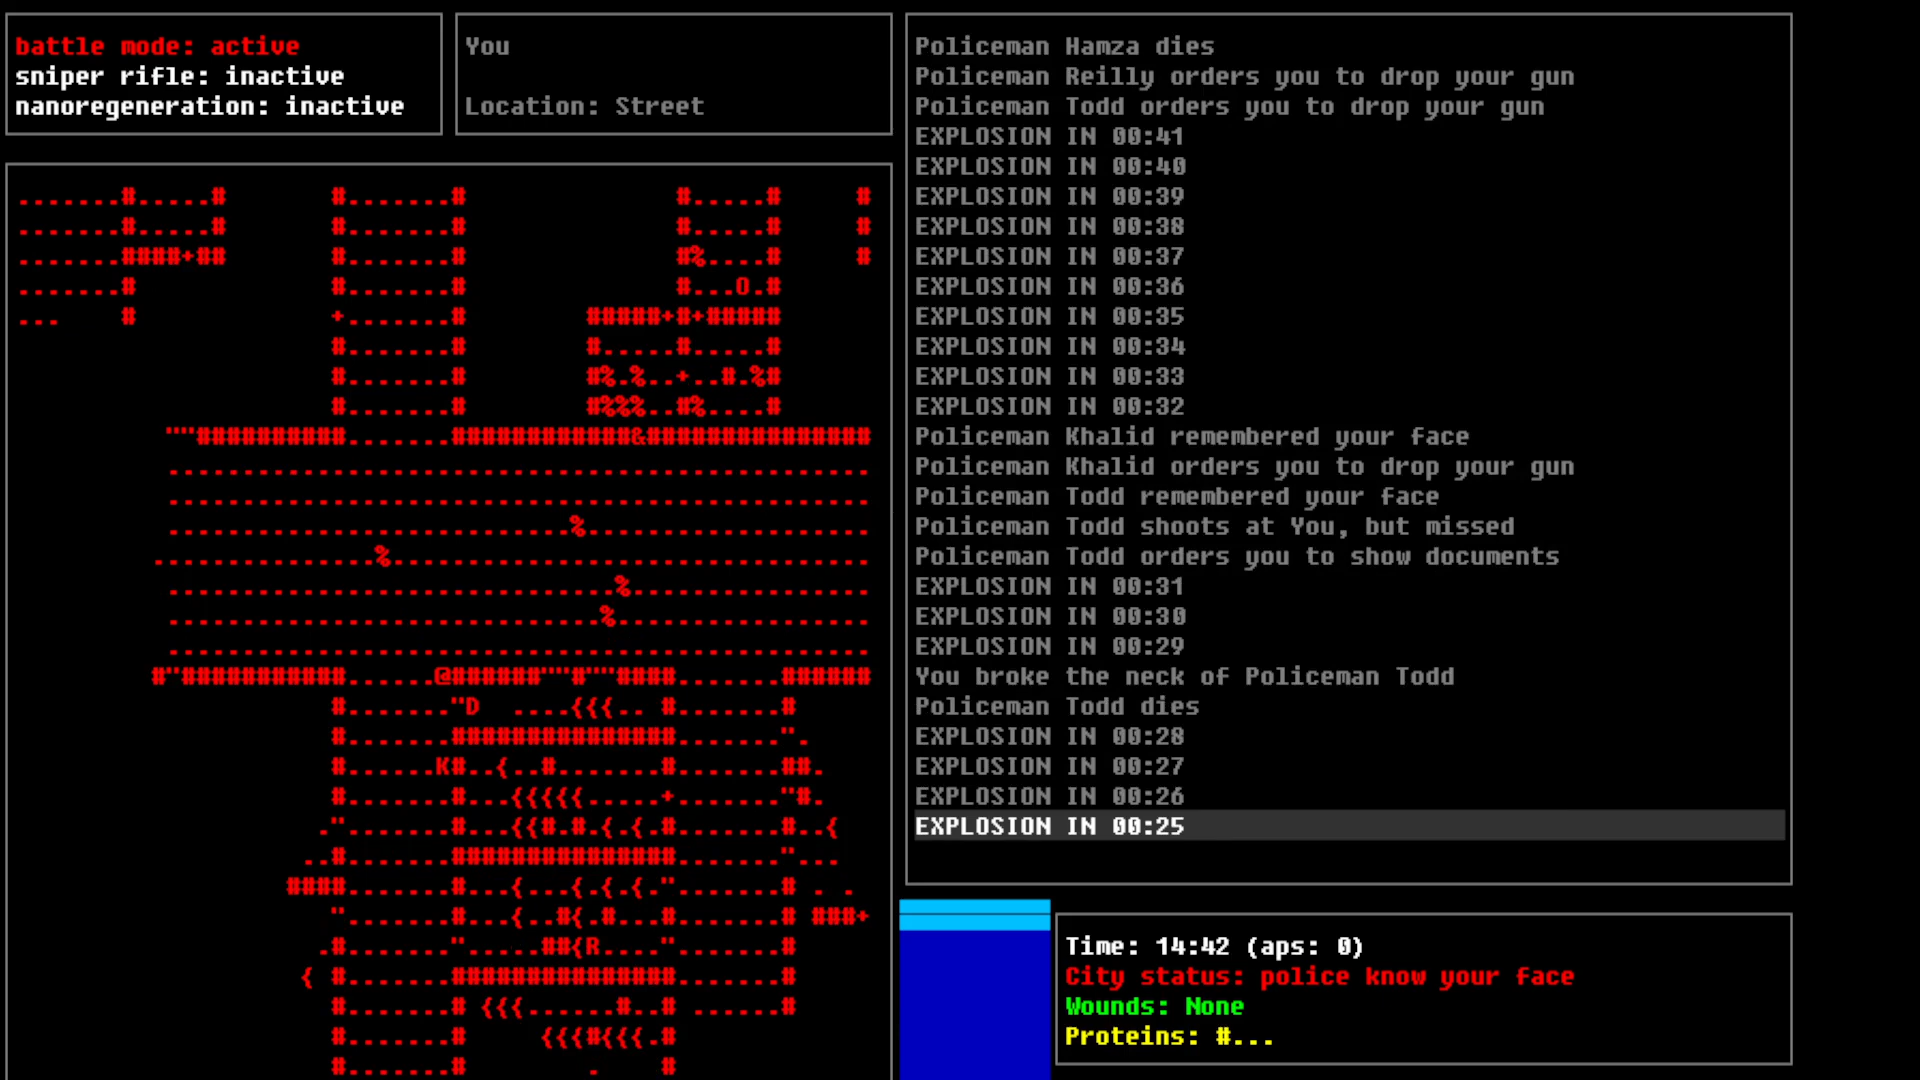 battle mode: active
sniper rifle: inactive
nanoregeneration: inactive
You
Location: Street
Policeman Hamza dies
Policeman Reilly orders you to drop your gun
Policeman Todd orders you to drop your gun
EXPLOSION IN 00:41
EXPLOSION IN 00:40
EXPLOSION IN 00:39
EXPLOSION IN 00:38
EXPLOSION IN 00:37
EXPLOSION IN 00:36
EXPLOSION IN 00:35
EXPLOSION IN 00:34
EXPLOSION IN 00:33
EXPLOSION IN 00:32
Policeman Khalid remembered your face
Policeman Khalid orders you to drop your gun
Policeman Todd remembered your face
Policeman Todd shoots at You, but missed
Policeman Todd orders you to show documents
EXPLOSION IN 00:31
EXPLOSION IN 00:30
EXPLOSION IN 00:29
You broke the neck of Policeman Todd
Policeman Todd dies
EXPLOSION IN 00:28
EXPLOSION IN 00:27
EXPLOSION IN 00:26
EXPLOSION IN 00:25
Time: 14:42 (aps: 0)
City status: police know your face
Wounds: None
Proteins: #...